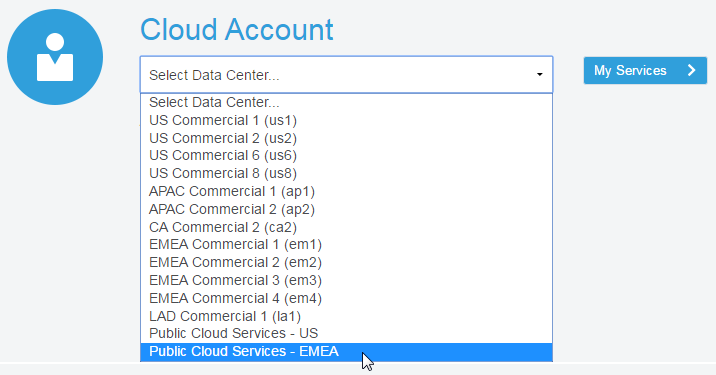 Cloud Account
Select Data Center...
My Services
Select Data Center...
US Commercial 1 (us1)
US Commercial 2 (us2)
US Commercial 6 (us6)
US Commercial 8 (us8)
APAC Commercial 1 (ap1)
APAC Commercial 2 (ap2)
CA Commercial 2 (ca2)
EMEA Commercial 1 (em1)
EMEA Commercial 2 (em2)
EMEA Commercial 3 (em3)
EMEA Commercial 4 (em4)
LAD Commercial 1 (la1)
Public Cloud Services - US
Public Cloud Services - EMEA